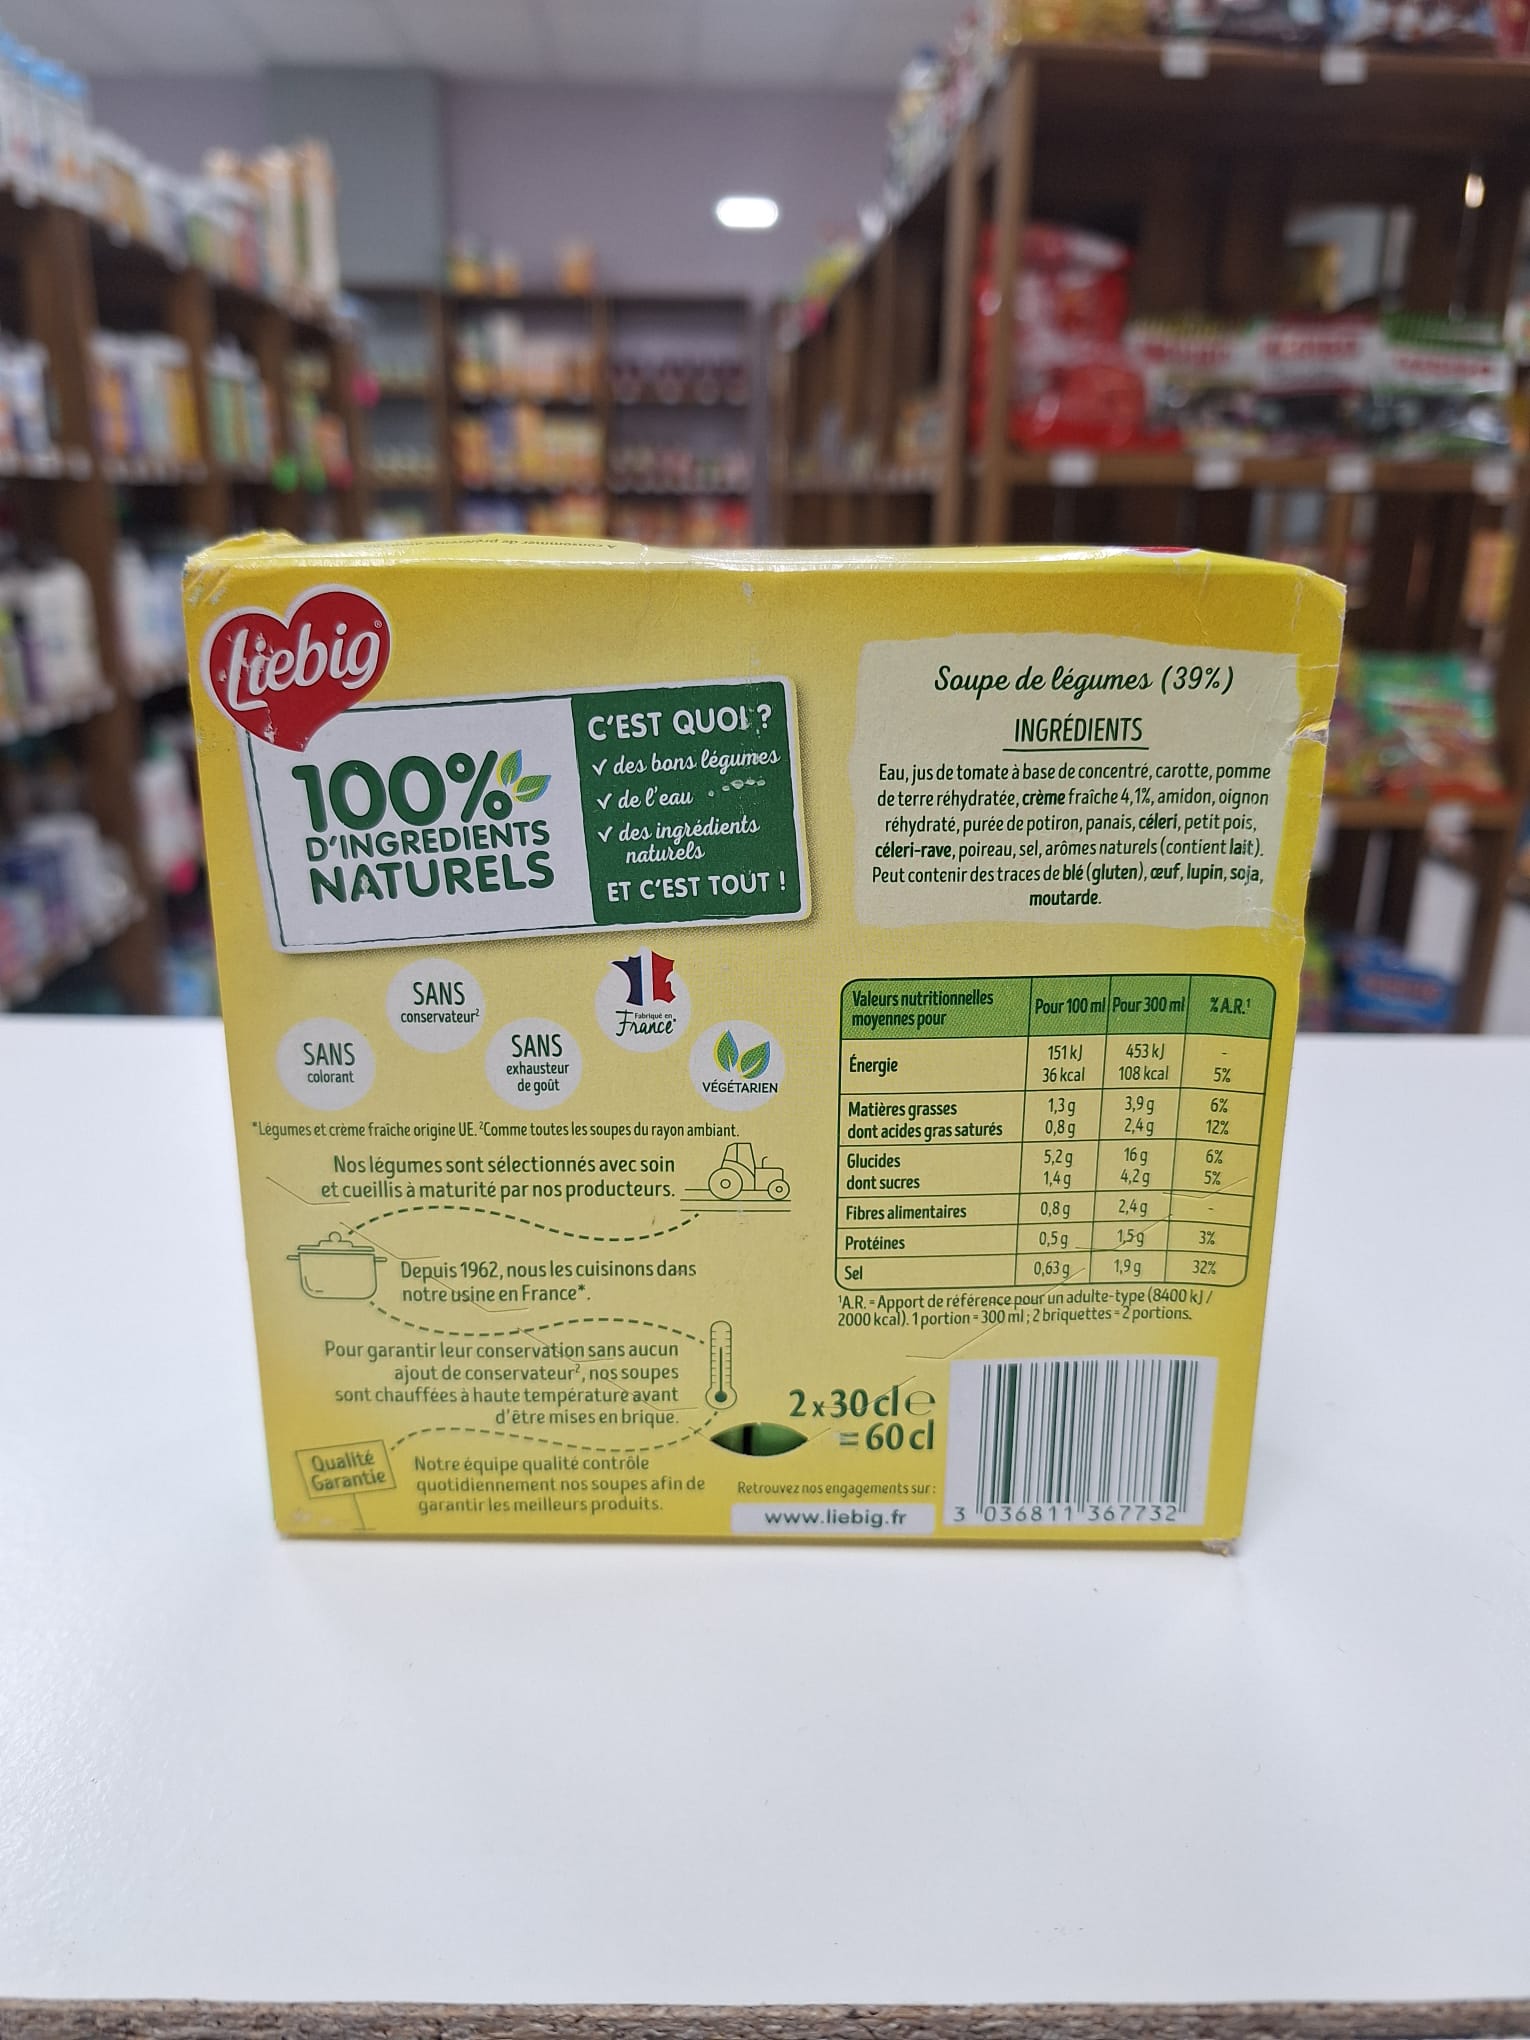 A consommer de préférence
Liebig®
100%
D'INGREDIENTS
NATURELS
C'EST QUOI ?
✓ des bons légumes
✓ de l'eau
✓ des ingrédients
naturels
ET C'EST TOUT !
SANS
conservateur²
SANS
colorant
SANS
exhausteur
de goût
Fabriqué en
France*
VÉGÉTARIEN
*Légumes et crème fraîche origine UE. ²Comme toutes les soupes du rayon ambiant.
Nos légumes sont sélectionnés avec soin
et cueillis à maturité par nos producteurs.
Depuis 1962, nous les cuisinons dans
notre usine en France*.
Pour garantir leur conservation sans aucun
ajout de conservateur², nos soupes
sont chauffées à haute température avant
d'être mises en brique.
Qualité
Garantie
Notre équipe qualité contrôle
quotidiennement nos soupes afin de
garantir les meilleurs produits.
Soupe de légumes (39%)
INGRÉDIENTS
Eau, jus de tomate à base de concentré, carotte, pomme
de terre réhydratée, crème fraîche 4,1%, amidon, oignon
réhydraté, purée de potiron, panais, céleri, petit pois,
céleri-rave, poireau, sel, arômes naturels (contient lait).
Peut contenir des traces de blé (gluten), œuf, lupin, soja,
moutarde.
Valeurs nutritionnelles
moyennes pour
Pour 100 ml Pour 300 ml % A.R.¹
Énergie 151 kJ 453 kJ -
36 kcal 108 kcal 5%
Matières grasses 1,3 g 3,9 g 6%
dont acides gras saturés 0,8 g 2,4 g 12%
Glucides 5,2 g 16 g 6%
dont sucres 1,4 g 4,2 g 5%
Fibres alimentaires 0,8 g 2,4 g -
Protéines 0,5 g 1,5 g 3%
Sel 0,63 g 1,9 g 32%
¹A.R. = Apport de référence pour un adulte-type (8400 kJ /
2000 kcal). 1 portion = 300 ml ; 2 briquettes = 2 portions.
2 x 30 cl e
= 60 cl
Retrouvez nos engagements sur :
www.liebig.fr
3 036811 367732